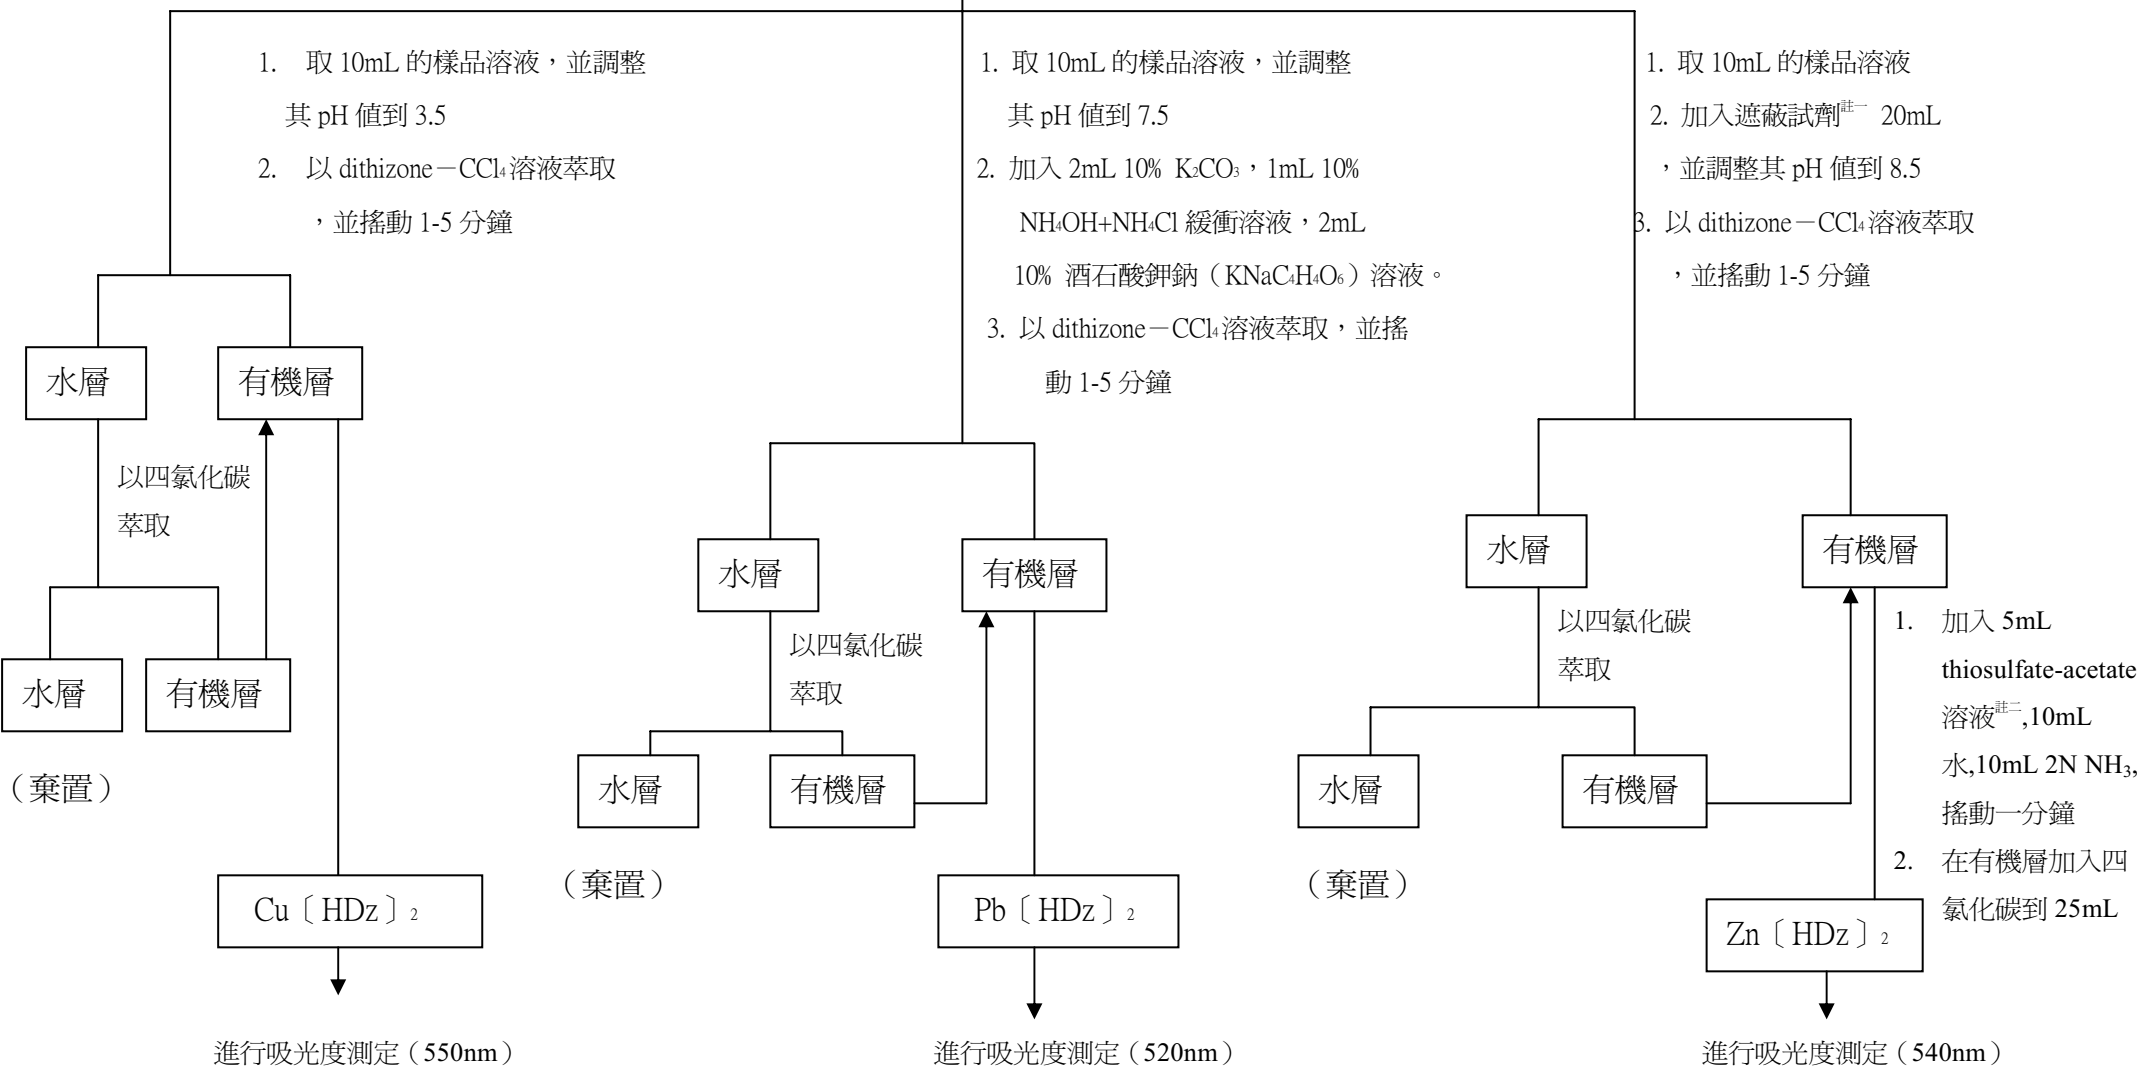 1. 取 10mL 的樣品溶液，並調整
其 pH 值到 3.5
2. 以 dithizone－CCl₄ 溶液萃取
，並搖動 1-5 分鐘
水層
有機層
以四氯化碳
萃取
水層
有機層
（棄置）
Cu〔HDz〕₂
進行吸光度測定（550nm）
1. 取 10mL 的樣品溶液，並調整
其 pH 值到 7.5
2. 加入 2mL 10% K₂CO₃，1mL 10%
NH₄OH+NH₄Cl 緩衝溶液，2mL
10% 酒石酸鉀鈉（KNaC₄H₄O₆）溶液。
3. 以 dithizone－CCl₄ 溶液萃取，並搖
動 1-5 分鐘
水層
有機層
以四氯化碳
萃取
水層
有機層
（棄置）
Pb〔HDz〕₂
進行吸光度測定（520nm）
1. 取 10mL 的樣品溶液
2. 加入遮蔽試劑註一 20mL
，並調整其 pH 值到 8.5
3. 以 dithizone－CCl₄ 溶液萃取
，並搖動 1-5 分鐘
水層
有機層
以四氯化碳
萃取
水層
有機層
（棄置）
1. 加入 5mL
thiosulfate-acetate
溶液註二,10mL
水,10mL 2N NH₃,
搖動一分鐘
2. 在有機層加入四
氯化碳到 25mL
Zn〔HDz〕₂
進行吸光度測定（540nm）